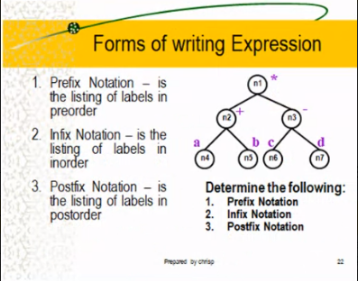 Forms of writing Expression
1. Prefix Notation – is
the listing of labels in
preorder
2. Infix Notation – is the
listing of labels in
inorder
3. Postfix Notation – is
the listing of labels in
postorder
n1 *
n2 + n3 -
a b c d
n4 n5 n6 n7
Determine the following:
1. Prefix Notation
2. Infix Notation
3. Postfix Notation
Prepared by chrisp
22